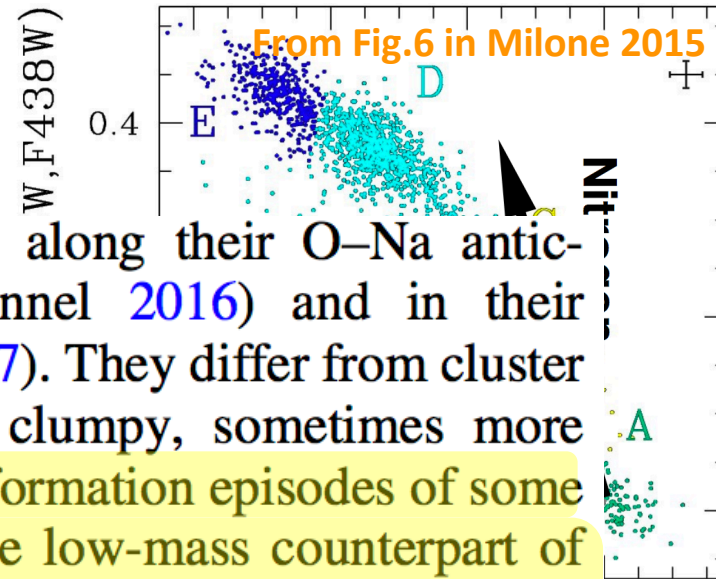 From Fig.6 in Milone 2015
W,F438W)
D
0.4
E
along their O–Na antic-
nnel 2016) and in their
7). They differ from cluster
clumpy, sometimes more
formation episodes of some
e low-mass counterpart of
A